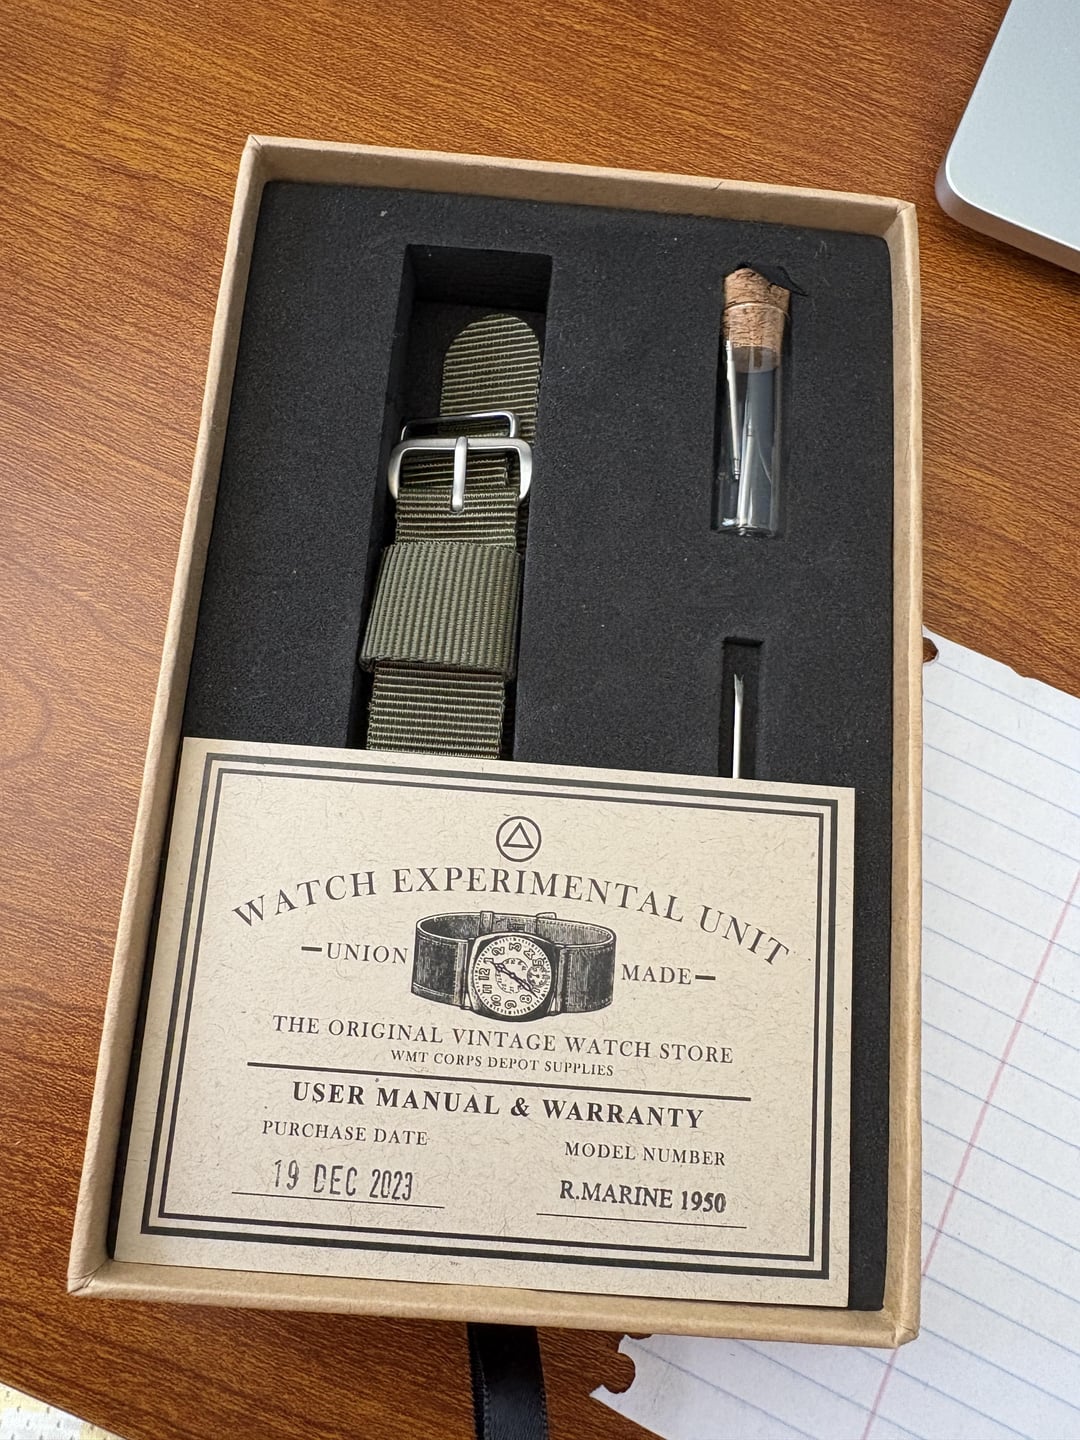 WATCH EXPERIMENTAL UNIT
UNION MADE
THE ORIGINAL VINTAGE WATCH STORE
WMT CORPS DEPOT SUPPLIES
USER MANUAL & WARRANTY
PURCHASE DATE MODEL NUMBER
19 DEC 2023 R.MARINE 1950